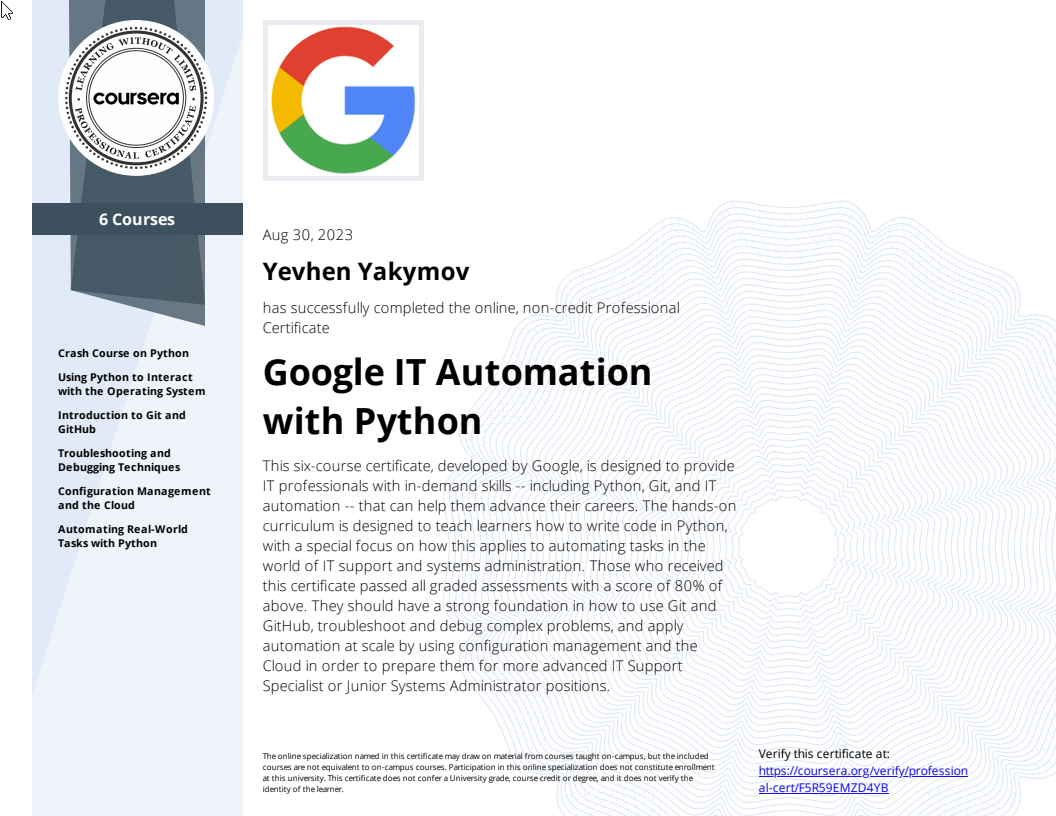 LEARNING WITHOUT LIMITS
coursera
PROFESSIONAL CERTIFICATE
6 Courses
Crash Course on Python
Using Python to Interact
with the Operating System
Introduction to Git and
GitHub
Troubleshooting and
Debugging Techniques
Configuration Management
and the Cloud
Automating Real-World
Tasks with Python
Aug 30, 2023
Yevhen Yakymov
has successfully completed the online, non-credit Professional
Certificate
Google IT Automation
with Python
This six-course certificate, developed by Google, is designed to provide
IT professionals with in-demand skills -- including Python, Git, and IT
automation -- that can help them advance their careers. The hands-on
curriculum is designed to teach learners how to write code in Python,
with a special focus on how this applies to automating tasks in the
world of IT support and systems administration. Those who received
this certificate passed all graded assessments with a score of 80% of
above. They should have a strong foundation in how to use Git and
GitHub, troubleshoot and debug complex problems, and apply
automation at scale by using configuration management and the
Cloud in order to prepare them for more advanced IT Support
Specialist or Junior Systems Administrator positions.
The online specialization named in this certificate may draw on material from courses taught on-campus, but the included
courses are not equivalent to on-campus courses. Participation in this online specialization does not constitute enrollment
at this university. This certificate does not confer a University grade, course credit or degree, and it does not verify the
identity of the learner.
Verify this certificate at:
https://coursera.org/verify/profession
al-cert/F5R59EMZD4YB